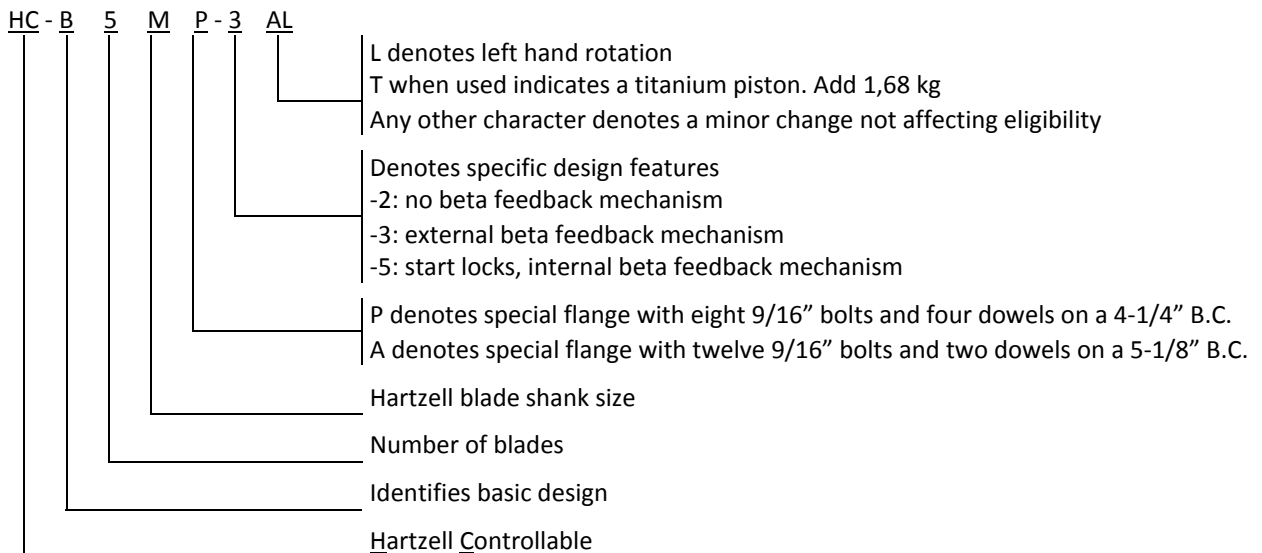 HC - B 5 M P - 3 AL
L denotes left hand rotation
T when used indicates a titanium piston. Add 1,68 kg
Any other character denotes a minor change not affecting eligibility
Denotes specific design features
-2: no beta feedback mechanism
-3: external beta feedback mechanism
-5: start locks, internal beta feedback mechanism
P denotes special flange with eight 9/16” bolts and four dowels on a 4-1/4” B.C.
A denotes special flange with twelve 9/16” bolts and two dowels on a 5-1/8” B.C.
Hartzell blade shank size
Number of blades
Identifies basic design
Hartzell Controllable